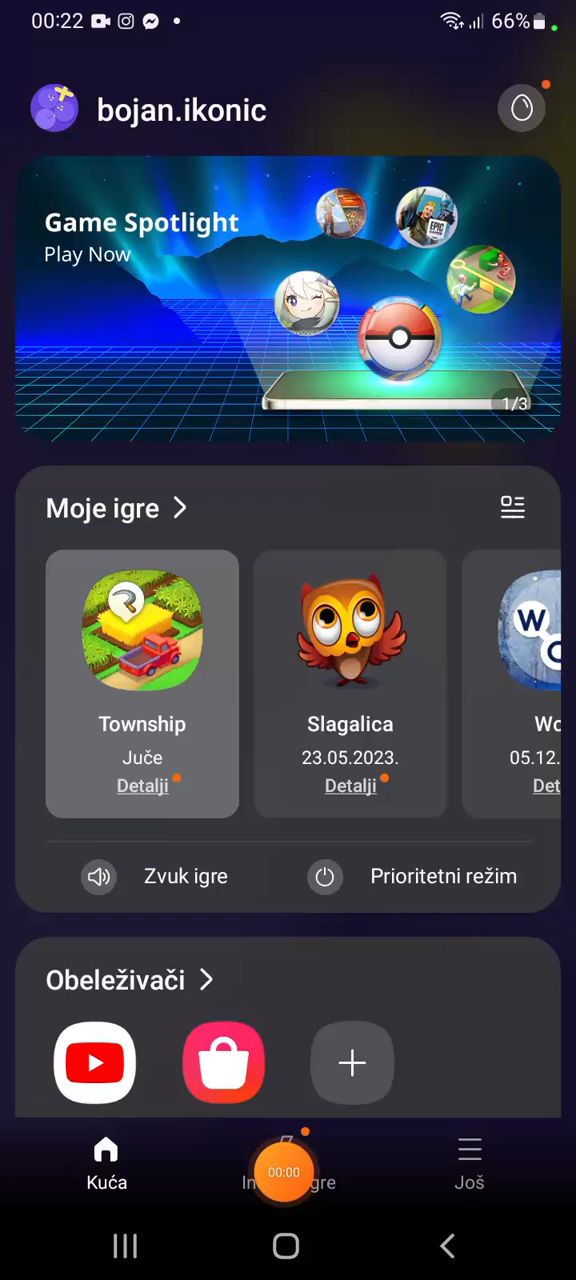 00:22
66%
bojan.ikonic
Game Spotlight
Play Now
EPIC
1/3
Moje igre
Township
Juče
Detalji
Slagalica
23.05.2023.
Detalji
W
05.12.
Zvuk igre
Prioritetni režim
Obeleživači
00:00
Kuća
Još